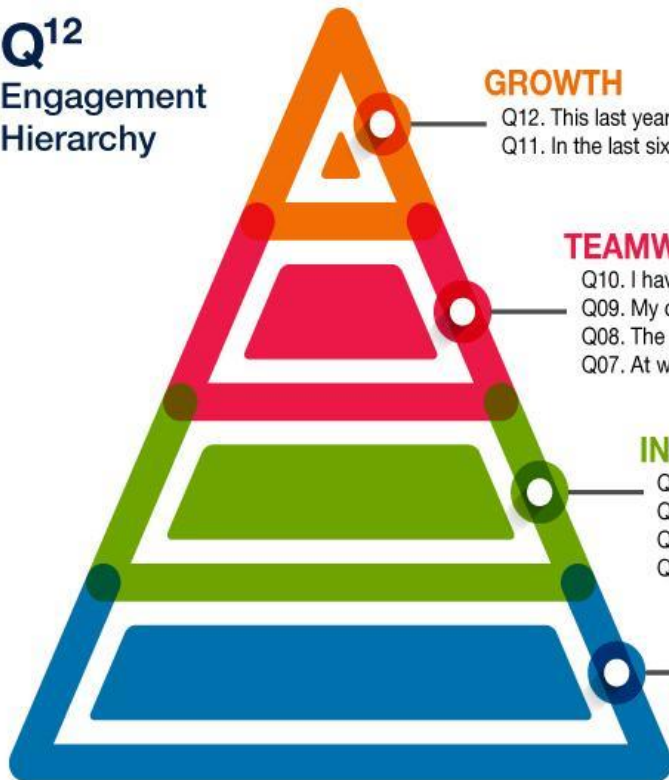 Q12
Engagement
Hierarchy
GROWTH
Q12. This last year
Q11. In the last six
TEAMW
Q10. I hav
Q09. My
Q08. The
Q07. At w
IN
Q
Q
Q
Q